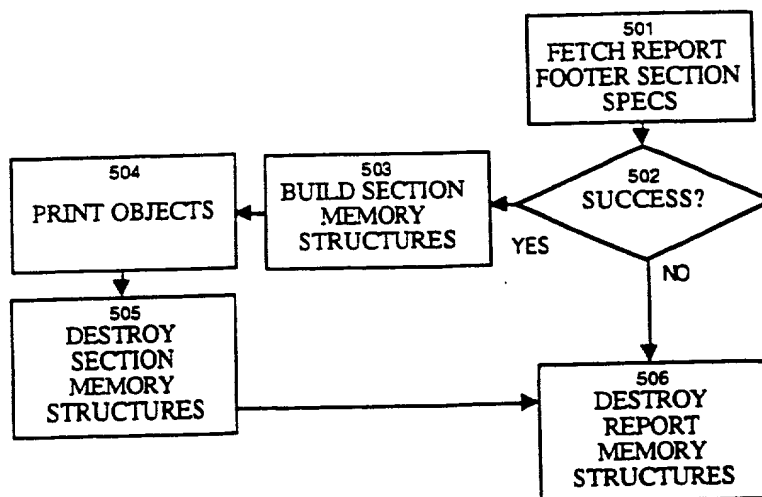 501
FETCH REPORT
FOOTER SECTION
SPECS
502
SUCCESS?
YES
NO
503
BUILD SECTION
MEMORY
STRUCTURES
504
PRINT OBJECTS
505
DESTROY
SECTION
MEMORY
STRUCTURES
506
DESTROY
REPORT
MEMORY
STRUCTURES